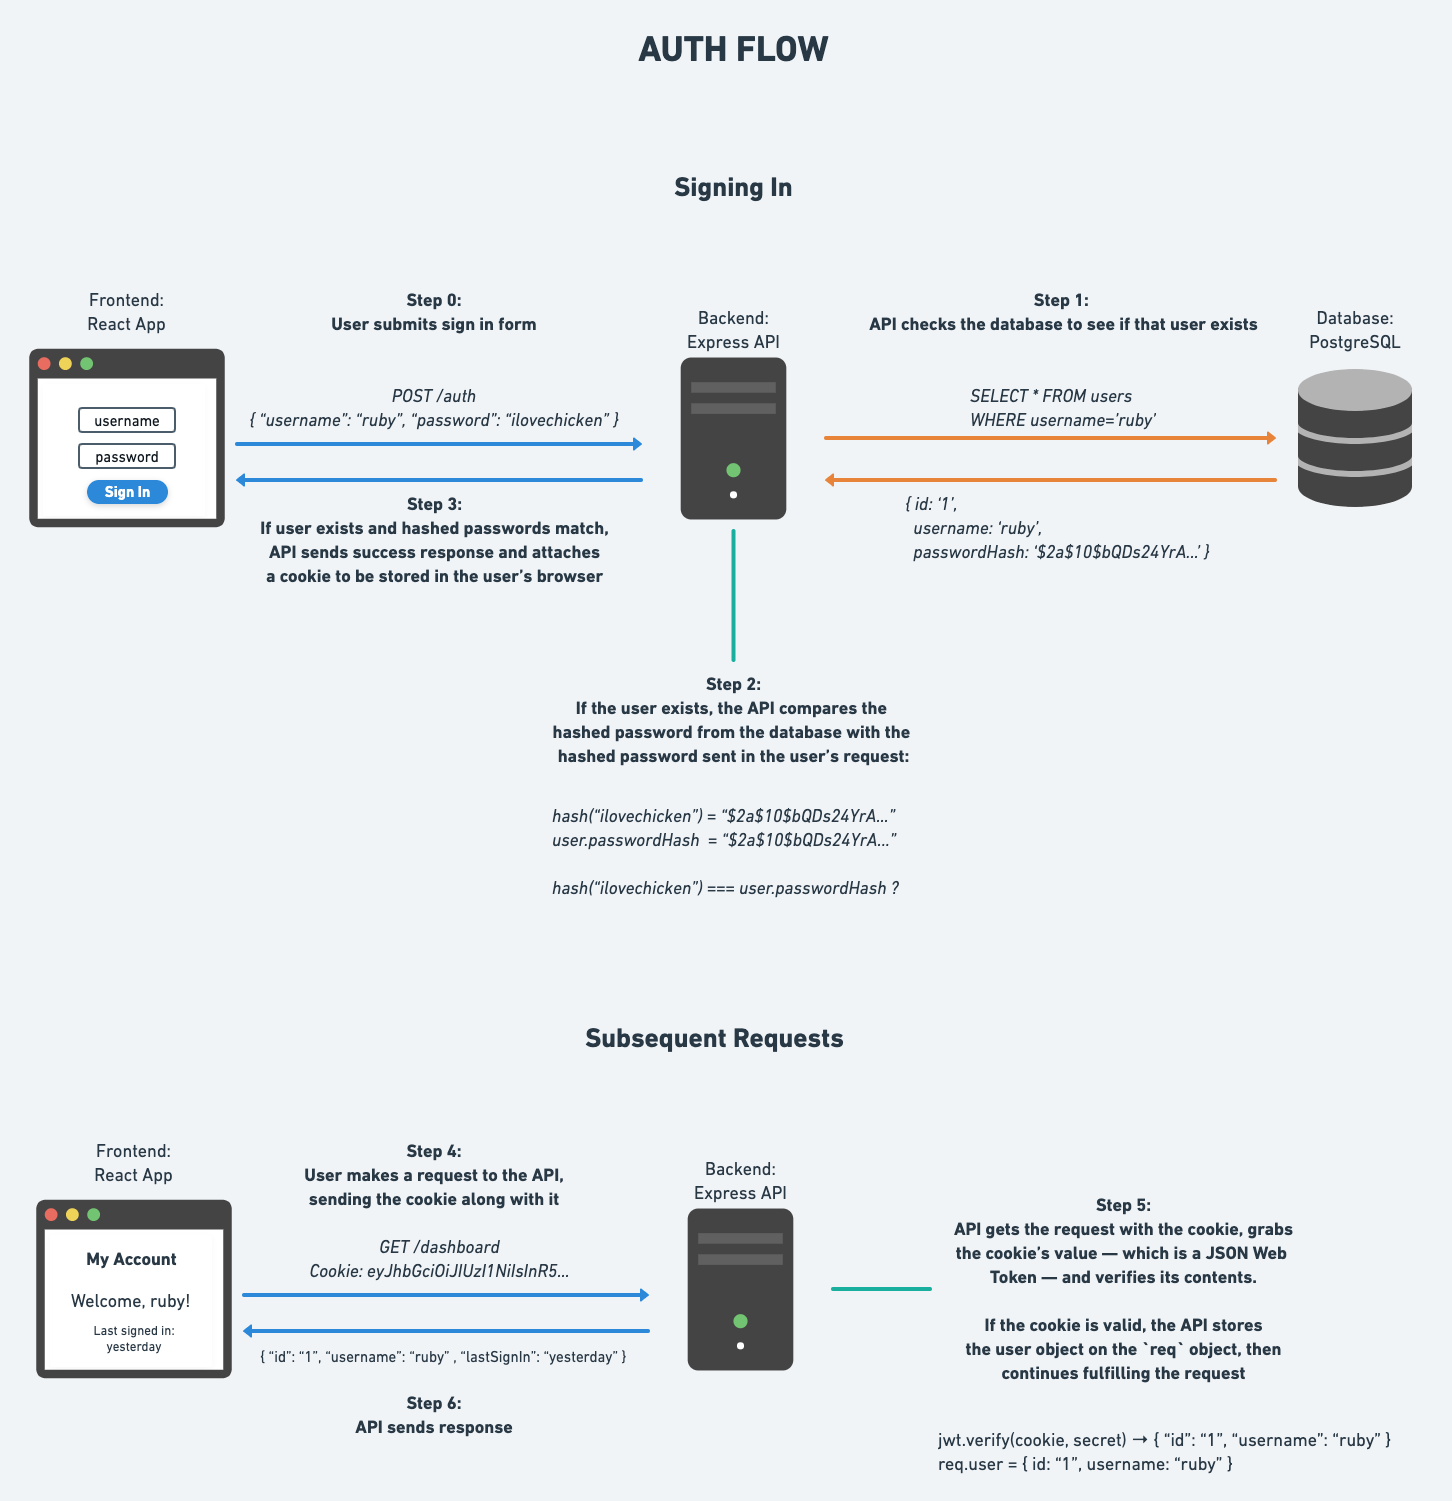 AUTH FLOW
Signing In
Frontend:
React App
username
password
Sign In
Step 0:
User submits sign in form
POST /auth
{ “username”: “ruby”, “password”: “ilovechicken” }
Step 3:
If user exists and hashed passwords match,
API sends success response and attaches
a cookie to be stored in the user’s browser
Backend:
Express API
Step 1:
API checks the database to see if that user exists
SELECT * FROM users
WHERE username=‘ruby’
{ id: ‘1’,
username: ‘ruby’,
passwordHash: ‘$2a$10$bQDs24YrA...’ }
Database:
PostgreSQL
Step 2:
If the user exists, the API compares the
hashed password from the database with the
hashed password sent in the user’s request:
hash(“ilovechicken”) = “$2a$10$bQDs24YrA...”
user.passwordHash = “$2a$10$bQDs24YrA...”
hash(“ilovechicken”) === user.passwordHash ?
Subsequent Requests
Frontend:
React App
My Account
Welcome, ruby!
Last signed in:
yesterday
Step 4:
User makes a request to the API,
sending the cookie along with it
GET /dashboard
Cookie: eyJhbGciOiJIUzI1NiIsInR5...
{ “id”: “1”, “username”: “ruby” , “lastSignIn”: “yesterday” }
Step 6:
API sends response
Backend:
Express API
Step 5:
API gets the request with the cookie, grabs
the cookie’s value — which is a JSON Web
Token — and verifies its contents.
If the cookie is valid, the API stores
the user object on the `req` object, then
continues fulfilling the request
jwt.verify(cookie, secret) → { “id”: “1”, “username”: “ruby” }
req.user = { id: “1”, username: “ruby” }